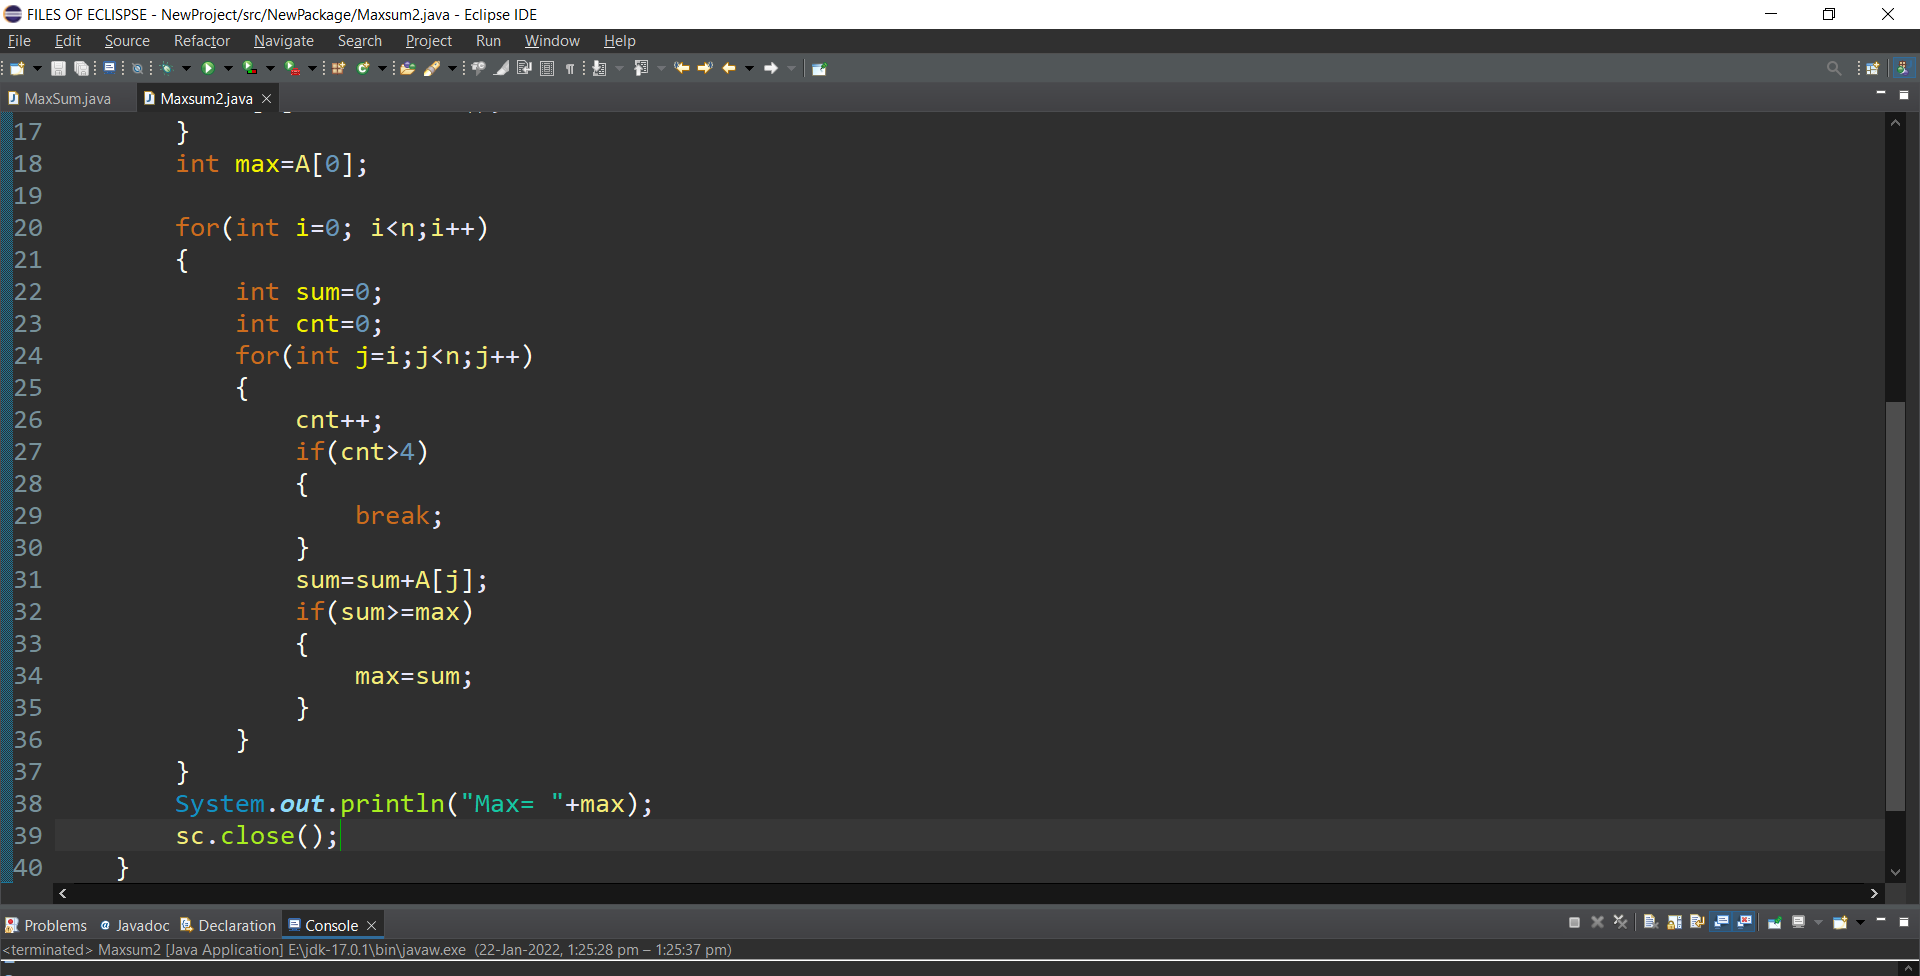 FILES OF ECLISPSE - NewProject/src/NewPackage/Maxsum2.java - Eclipse IDE
File Edit Source Refactor Navigate Search Project Run Window Help
MaxSum.java Maxsum2.java
17 }
18 int max=A[0];
19
20 for(int i=0; i<n;i++)
21 {
22 int sum=0;
23 int cnt=0;
24 for(int j=i;j<n;j++)
25 {
26 cnt++;
27 if(cnt>4)
28 {
29 break;
30 }
31 sum=sum+A[j];
32 if(sum>=max)
33 {
34 max=sum;
35 }
36 }
37 }
38 System.out.println("Max= "+max);
39 sc.close();
40 }
Problems Javadoc Declaration Console
<terminated> Maxsum2 [Java Application] E:\jdk-17.0.1\bin\javaw.exe (22-Jan-2022, 1:25:28 pm – 1:25:37 pm)